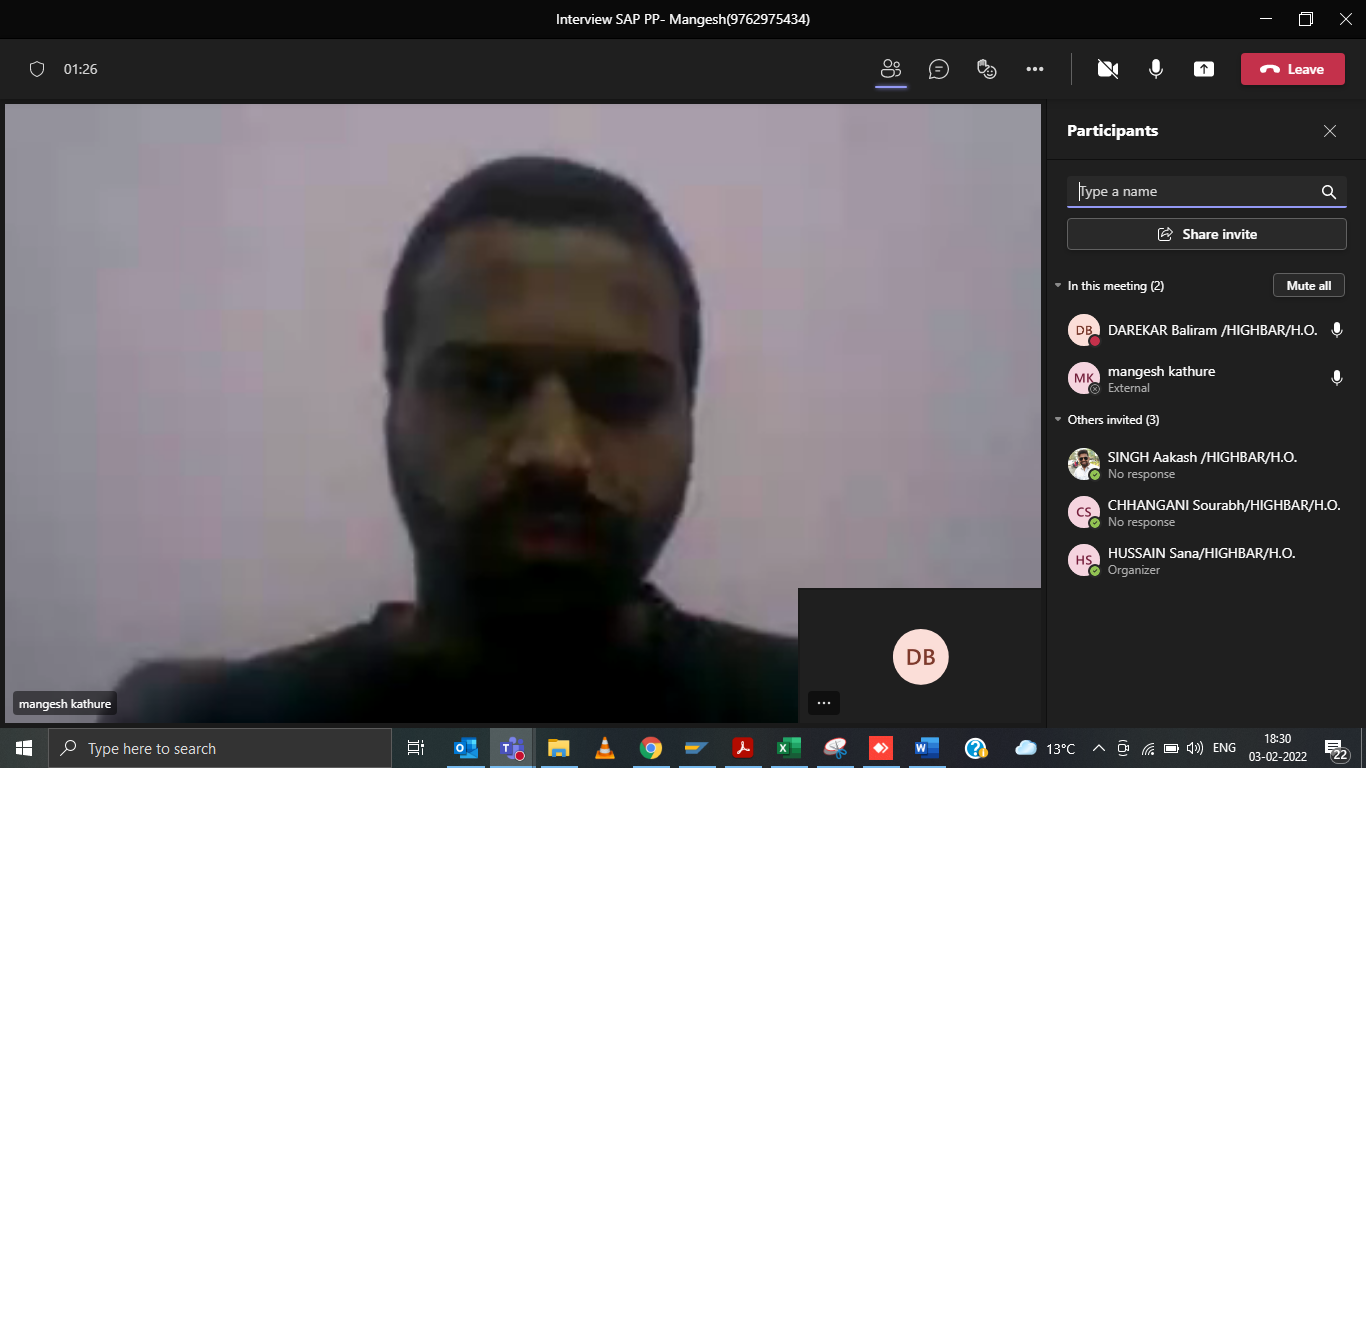 Interview SAP PP- Mangesh(9762975434)
01:26
Leave
Participants
Type a name
Share invite
In this meeting (2)
Mute all
DB
DAREKAR Baliram /HIGHBAR/H.O.
MK
mangesh kathure
External
Others invited (3)
SINGH Aakash /HIGHBAR/H.O.
No response
CS
CHHANGANI Sourabh/HIGHBAR/H.O.
No response
HS
HUSSAIN Sana/HIGHBAR/H.O.
Organizer
DB
mangesh kathure
Type here to search
13°C
ENG
18:30
03-02-2022
22